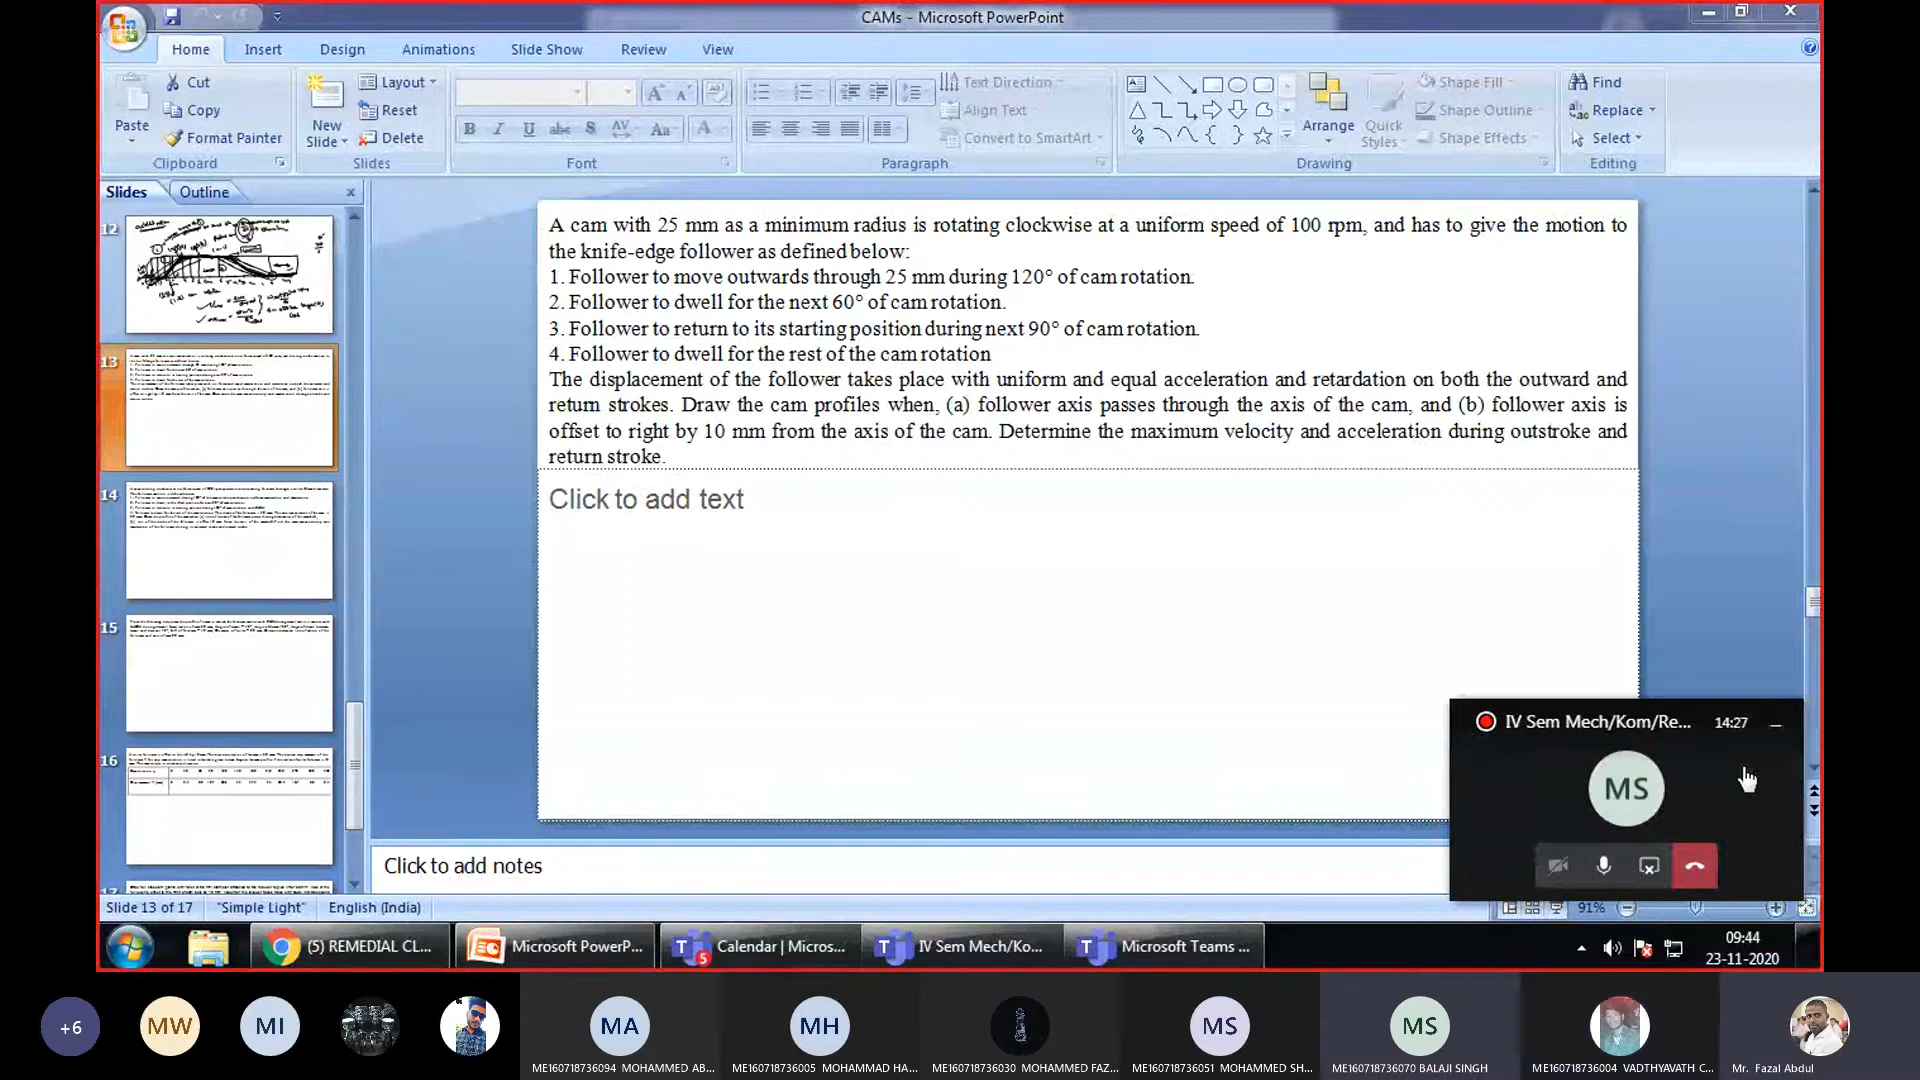 CAMs - Microsoft PowerPoint
Home Insert Design Animations Slide Show Review View
Paste
Cut
Copy
Format Painter
Clipboard
New Slide
Layout
Reset
Delete
Slides
B I U abc S AV Aa A
Font
Text Direction
Align Text
Convert to SmartArt
Paragraph
Arrange
Quick Styles
Shape Fill
Shape Outline
Shape Effects
Drawing
Find
Replace
Select
Editing
Slides Outline
12
13
14
15
16
A cam with 25 mm as a minimum radius is rotating clockwise at a uniform speed of 100 rpm, and has to give the motion to
the knife-edge follower as defined below:
1. Follower to move outwards through 25 mm during 120° of cam rotation.
2. Follower to dwell for the next 60° of cam rotation.
3. Follower to return to its starting position during next 90° of cam rotation.
4. Follower to dwell for the rest of the cam rotation
The displacement of the follower takes place with uniform and equal acceleration and retardation on both the outward and
return strokes. Draw the cam profiles when, (a) follower axis passes through the axis of the cam, and (b) follower axis is
offset to right by 10 mm from the axis of the cam. Determine the maximum velocity and acceleration during outstroke and
return stroke.
Click to add text
IV Sem Mech/Kom/Re... 14:27
MS
Click to add notes
Slide 13 of 17 "Simple Light" English (India) 91%
(5) REMEDIAL CL... Microsoft PowerP... Calendar | Micros... IV Sem Mech/Ko... Microsoft Teams ...
5
09:44
23-11-2020
+6 MW MI MA MH MS MS
ME160718736094 MOHAMMED AB... ME160718736005 MOHAMMAD HA... ME160718736030 MOHAMMED FAZ... ME160718736051 MOHAMMED SH... ME160718736070 BALAJI SINGH ME160718736004 VADTHYAVATH C... Mr. Fazal Abdul